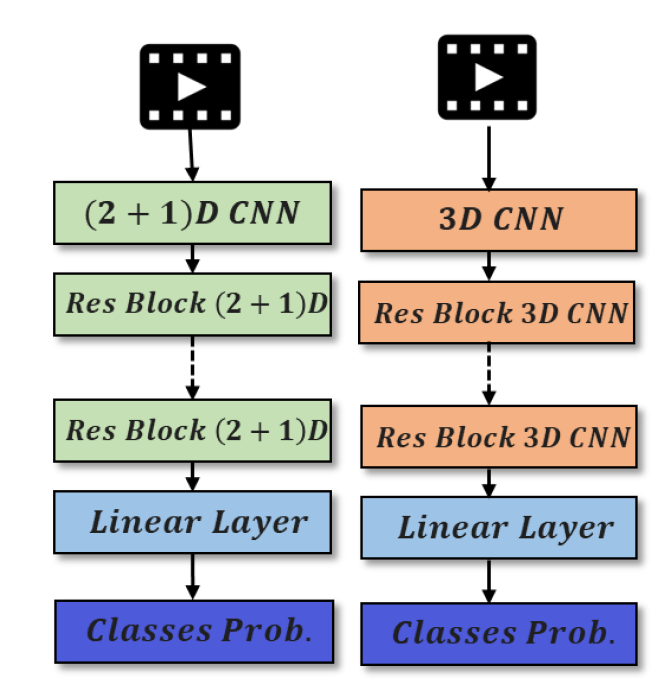 (2 + 1)D CNN
Res Block (2 + 1)D
Res Block (2 + 1)D
Linear Layer
Classes Prob.
3D CNN
Res Block 3D CNN
Res Block 3D CNN
Linear Layer
Classes Prob.